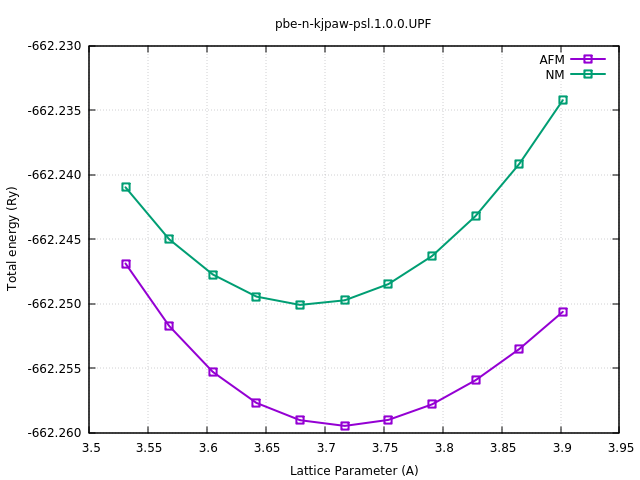 pbe-n-kjpaw-psl.1.0.0.UPF
AFM
NM
Total energy (Ry)
-662.230
-662.235
-662.240
-662.245
-662.250
-662.255
-662.260
3.5 3.55 3.6 3.65 3.7 3.75 3.8 3.85 3.9 3.95
Lattice Parameter (A)